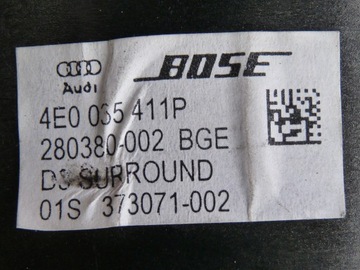 Audi
BOSE
4E0 035 411P
280380-002 BGE
DS SURROUND
01S 373071-002